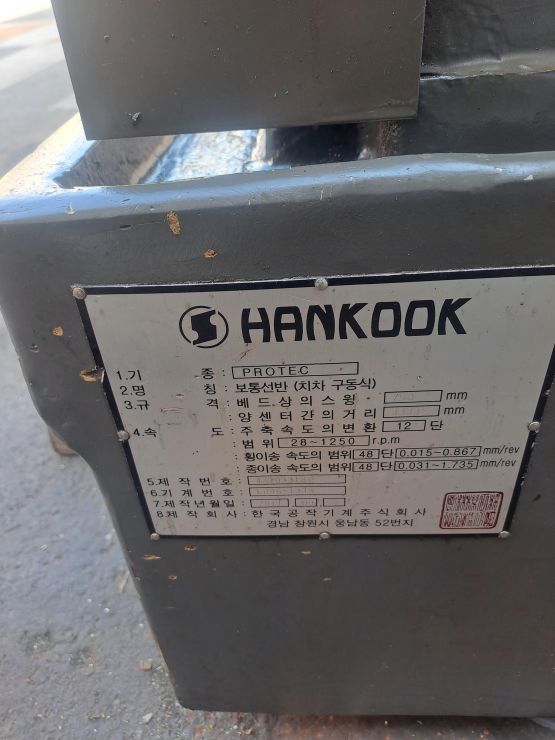 HANKOOK
1.기 종 : PROTEC
2.명 칭 : 보통선반 (치차 구동식)
3.규 격 : 베드.상의스윙 mm
양센터간의거리 mm
4.속 도 : 주축속도의변환 12 단
: 범위 28~1250 r.p.m
: 횡이송 속도의 범위 48 단 0.015~0.867 mm/rev
: 종이송 속도의 범위 48 단 0.031~1.735 mm/rev
5.제작번호 :
6.기계번호 :
7.제작년월일 :
8.제작회사 : 한국공작기계주식회사
경남 창원시 웅남동 52번지